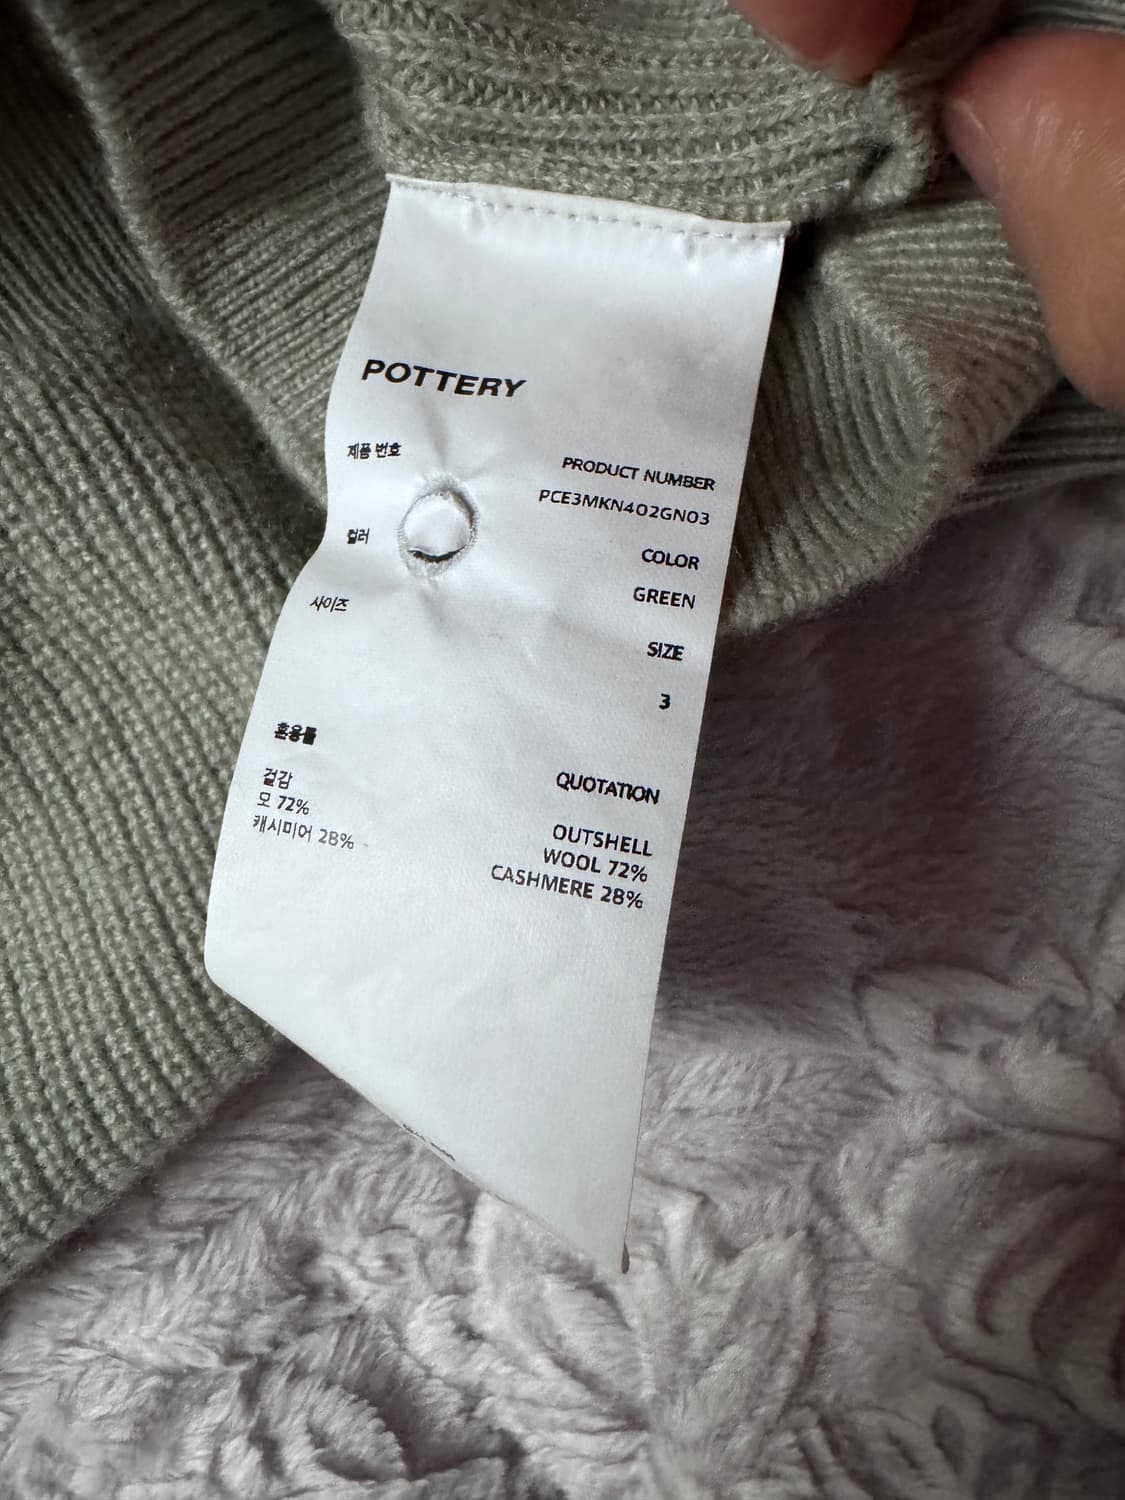 POTTERY
제품 번호
PRODUCT NUMBER
PCE3MKN402GN03
컬러
COLOR
GREEN
사이즈
SIZE
3
혼용률
QUOTATION
겉감
모 72%
캐시미어 28%
OUTSHELL
WOOL 72%
CASHMERE 28%